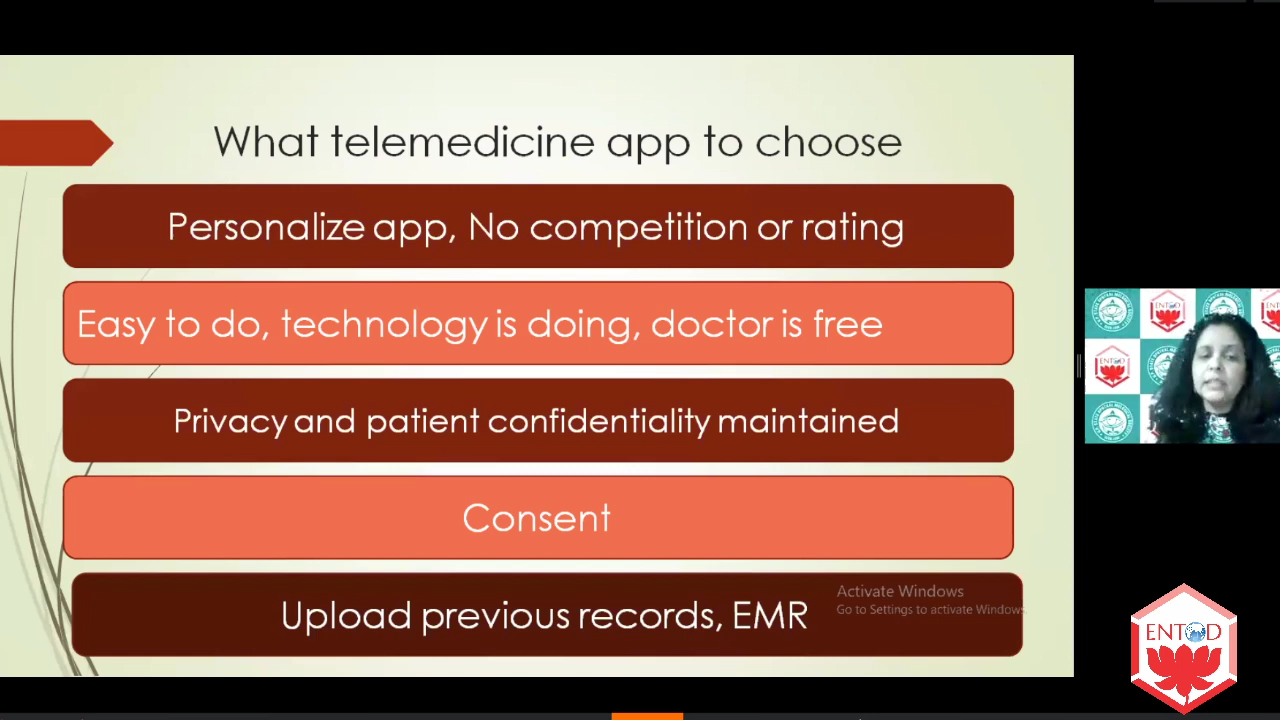 What telemedicine app to choose
Personalize app, No competition or rating
Easy to do, technology is doing, doctor is free
Privacy and patient confidentiality maintained
Consent
Upload previous records, EMR
Activate Windows
Go to Settings to activate Windows.
ENTOD